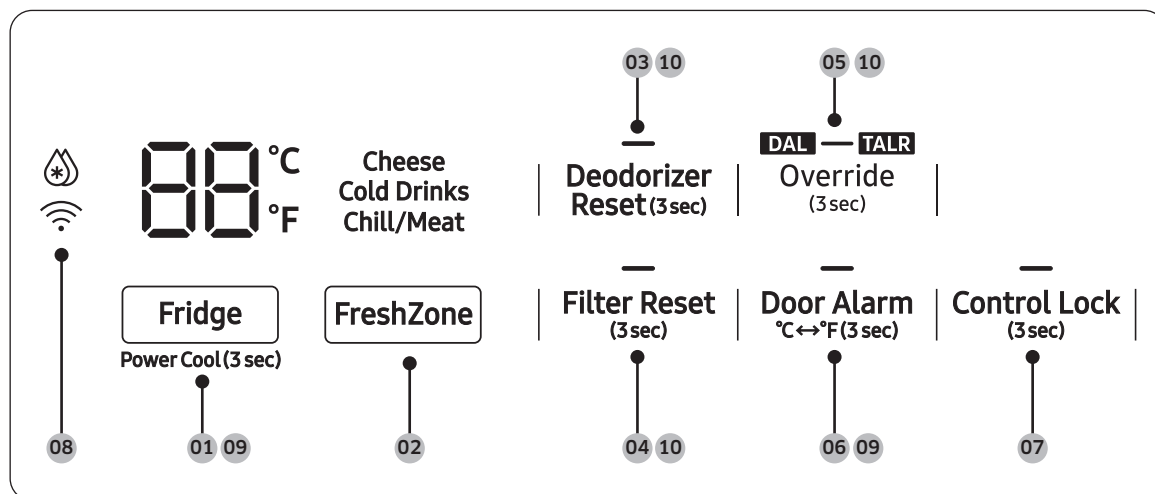 03 10
05 10
88 °C
°F
Cheese
Cold Drinks
Chill/Meat
Deodorizer
Reset (3 sec)
DAL — TALR
Override
(3 sec)
Fridge
Power Cool (3 sec)
FreshZone
Filter Reset
(3 sec)
Door Alarm
°C↔°F (3 sec)
Control Lock
(3 sec)
08
01 09
02
04 10
06 09
07